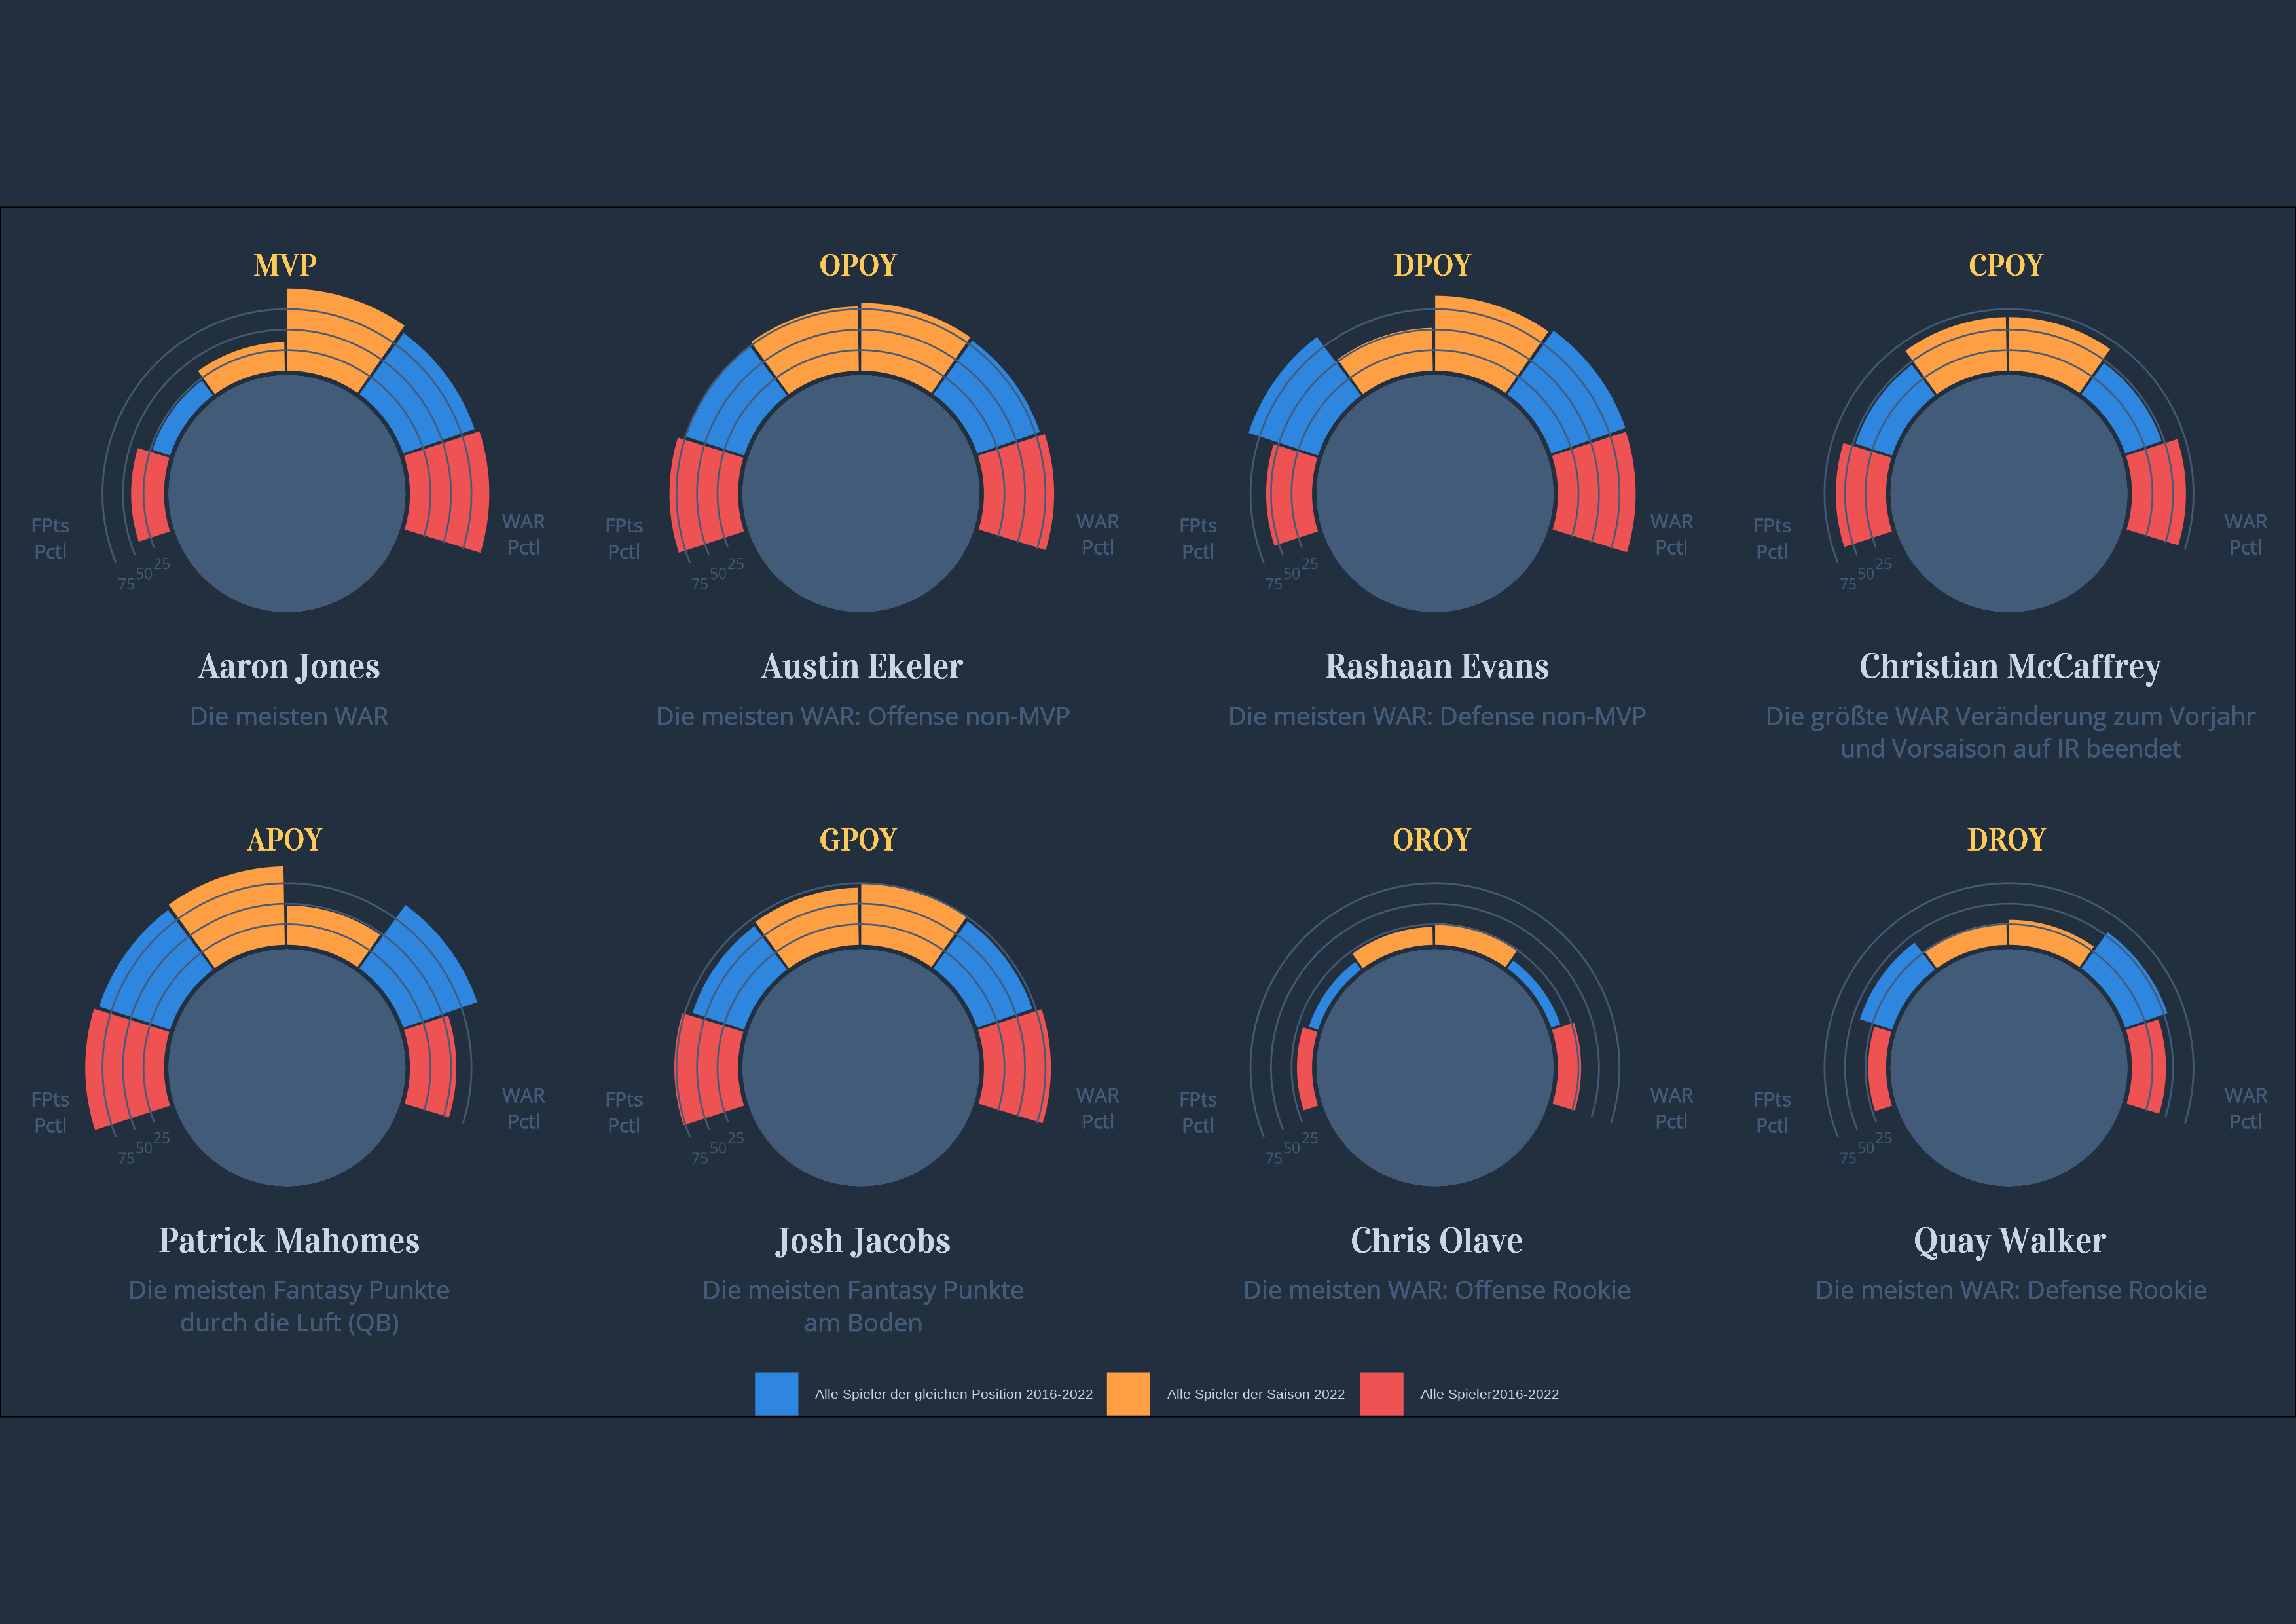 MVP
OPOY
DPOY
CPOY
FPts
Pctl
75
50
25
WAR
Pctl
FPts
Pctl
75
50
25
WAR
Pctl
FPts
Pctl
75
50
25
WAR
Pctl
FPts
Pctl
75
50
25
WAR
Pctl
Aaron Jones
Die meisten WAR
Austin Ekeler
Die meisten WAR: Offense non-MVP
Rashaan Evans
Die meisten WAR: Defense non-MVP
Christian McCaffrey
Die größte WAR Veränderung zum Vorjahr
und Vorsaison auf IR beendet
APOY
GPOY
OROY
DROY
FPts
Pctl
75
50
25
WAR
Pctl
FPts
Pctl
75
50
25
WAR
Pctl
FPts
Pctl
75
50
25
WAR
Pctl
FPts
Pctl
75
50
25
WAR
Pctl
Patrick Mahomes
Die meisten Fantasy Punkte
durch die Luft (QB)
Josh Jacobs
Die meisten Fantasy Punkte
am Boden
Chris Olave
Die meisten WAR: Offense Rookie
Quay Walker
Die meisten WAR: Defense Rookie
Alle Spieler der gleichen Position 2016-2022
Alle Spieler der Saison 2022
Alle Spieler2016-2022